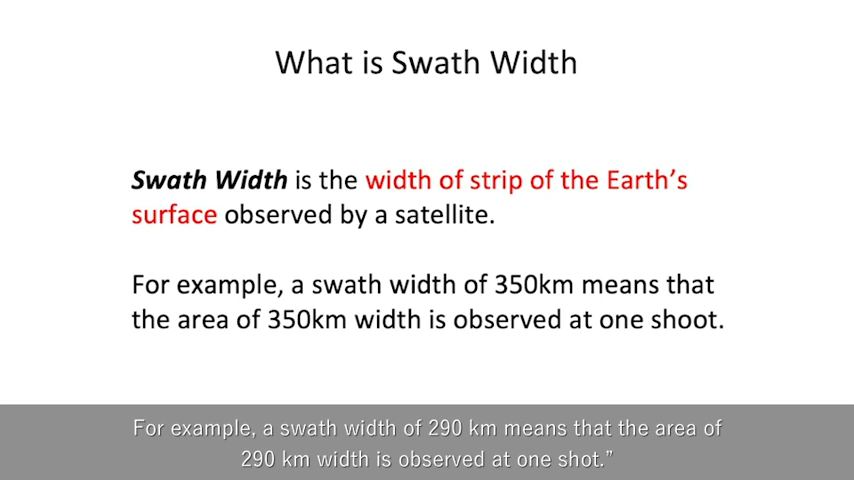 What is Swath Width
Swath Width is the width of strip of the Earth's
surface observed by a satellite.
For example, a swath width of 350km means that
the area of 350km width is observed at one shoot.
For example, a swath width of 290 km means that the area of
290 km width is observed at one shot.”